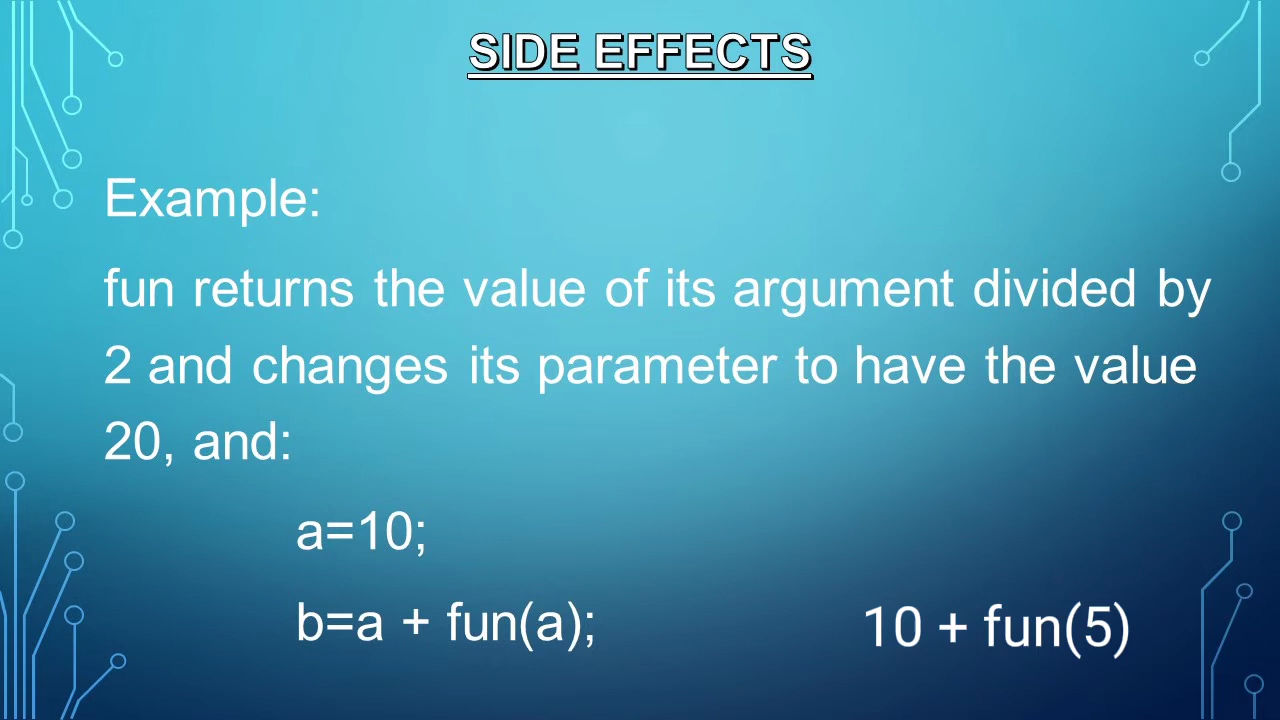 SIDE EFFECTS
Example:
fun returns the value of its argument divided by
2 and changes its parameter to have the value
20, and:
a=10;
b=a + fun(a);
10 + fun(5)